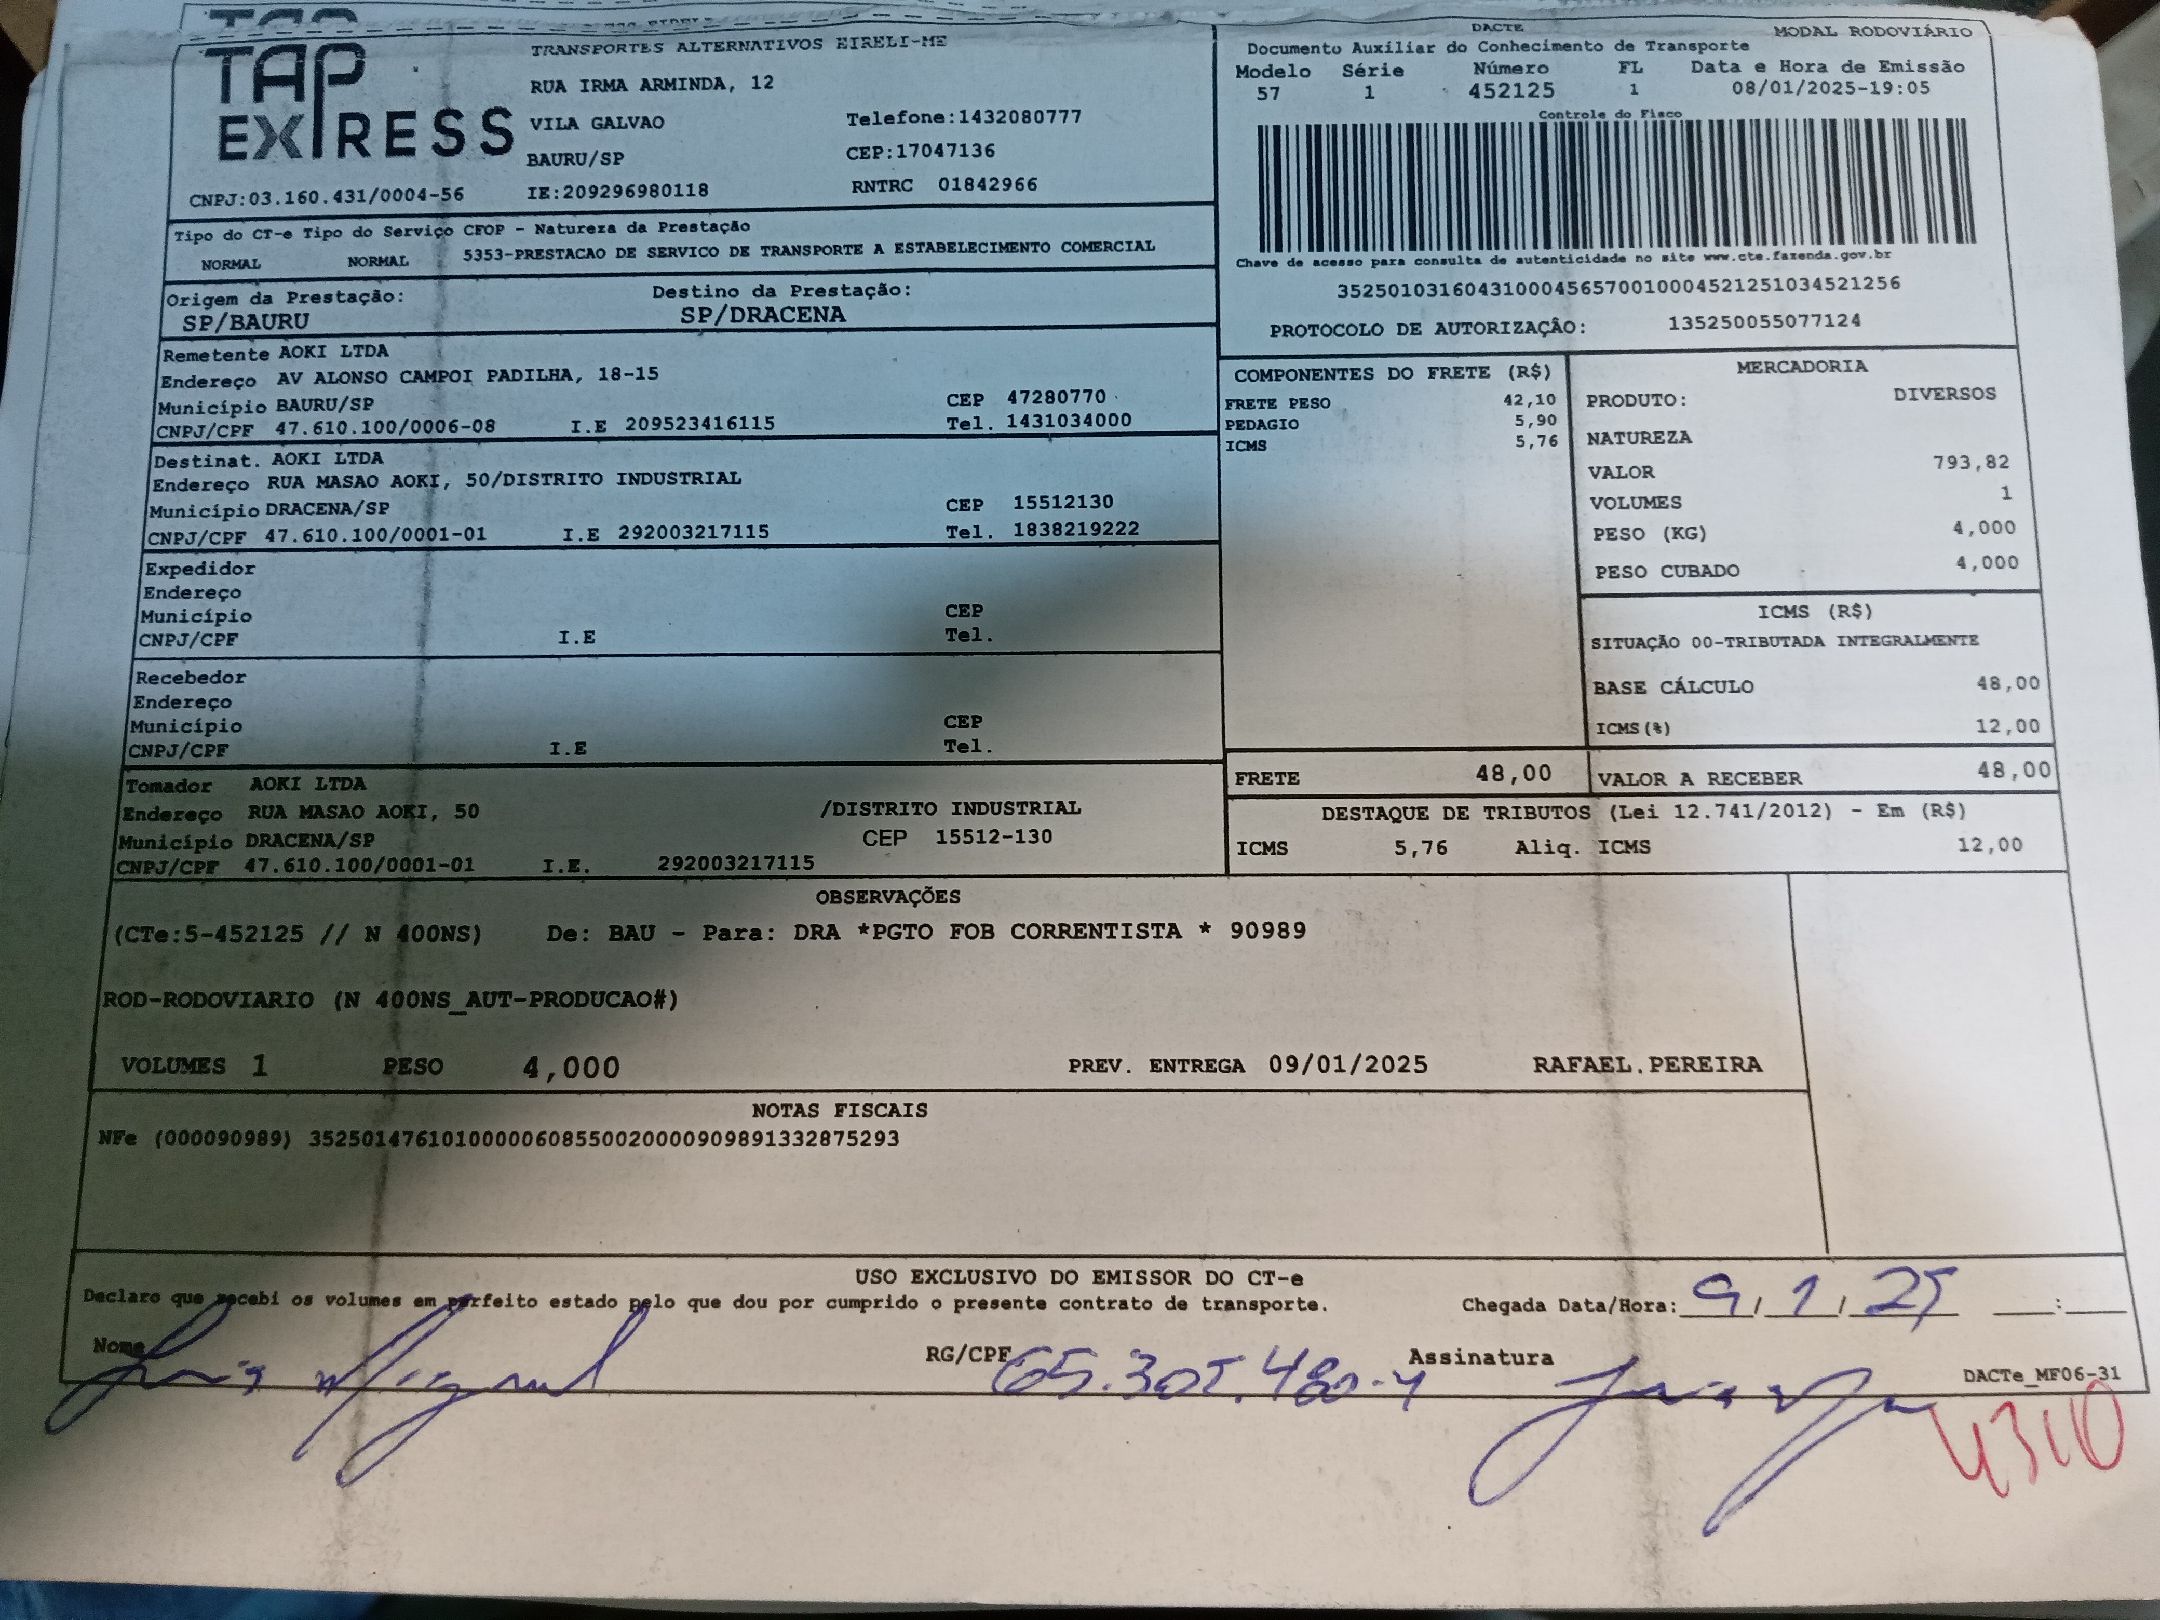 TAP
EXPRESS
TRANSPORTES ALTERNATIVOS EIRELI-ME
RUA IRMA ARMINDA, 12
VILA GALVAO Telefone:1432080777
BAURU/SP CEP:17047136
CNPJ:03.160.431/0004-56 IE:209296980118 RNTRC 01842966
DACTE MODAL RODOVIÁRIO
Documento Auxiliar do Conhecimento de Transporte
Modelo Série Número FL Data e Hora de Emissão
57 1 452125 1 08/01/2025-19:05
Controle do Fisco
Chave de acesso para consulta de autenticidade no site www.cte.fazenda.gov.br
35250103160431000456570010004521251034521256
PROTOCOLO DE AUTORIZAÇÃO: 135250055077124
Tipo do CT-e Tipo do Serviço CFOP - Natureza da Prestação
NORMAL NORMAL 5353-PRESTACAO DE SERVICO DE TRANSPORTE A ESTABELECIMENTO COMERCIAL
Origem da Prestação: Destino da Prestação:
SP/BAURU SP/DRACENA
Remetente AOKI LTDA
Endereço AV ALONSO CAMPOI PADILHA, 18-15
Município BAURU/SP CEP 47280770
CNPJ/CPF 47.610.100/0006-08 I.E 209523416115 Tel. 1431034000
Destinat. AOKI LTDA
Endereço RUA MASAO AOKI, 50/DISTRITO INDUSTRIAL
Município DRACENA/SP CEP 15512130
CNPJ/CPF 47.610.100/0001-01 I.E 292003217115 Tel. 1838219222
Expedidor
Endereço
Município CEP
CNPJ/CPF I.E Tel.
Recebedor
Endereço
Município CEP
CNPJ/CPF I.E Tel.
Tomador AOKI LTDA
Endereço RUA MASAO AOKI, 50 /DISTRITO INDUSTRIAL
Município DRACENA/SP CEP 15512-130
CNPJ/CPF 47.610.100/0001-01 I.E. 292003217115
COMPONENTES DO FRETE (R$)
FRETE PESO 42,10
PEDAGIO 5,90
ICMS 5,76
MERCADORIA
PRODUTO: DIVERSOS
NATUREZA
VALOR 793,82
VOLUMES 1
PESO (KG) 4,000
PESO CUBADO 4,000
ICMS (R$)
SITUAÇÃO 00-TRIBUTADA INTEGRALMENTE
BASE CÁLCULO 48,00
ICMS(%) 12,00
FRETE 48,00 VALOR A RECEBER 48,00
DESTAQUE DE TRIBUTOS (Lei 12.741/2012) - Em (R$)
ICMS 5,76 Aliq. ICMS 12,00
OBSERVAÇÕES
(CTe:5-452125 // N 400NS) De: BAU - Para: DRA *PGTO FOB CORRENTISTA * 90989
ROD-RODOVIARIO (N 400NS_AUT-PRODUCAO#)
VOLUMES 1 PESO 4,000 PREV. ENTREGA 09/01/2025 RAFAEL.PEREIRA
NOTAS FISCAIS
NFe (000090989) 35250147610100000608550020000909891332875293
USO EXCLUSIVO DO EMISSOR DO CT-e
Declaro que recebi os volumes em perfeito estado pelo que dou por cumprido o presente contrato de transporte. Chegada Data/Hora: 9/1/25 :
Nome RG/CPF 65.305.480-4 Assinatura
DACTe_MF06-31
4310